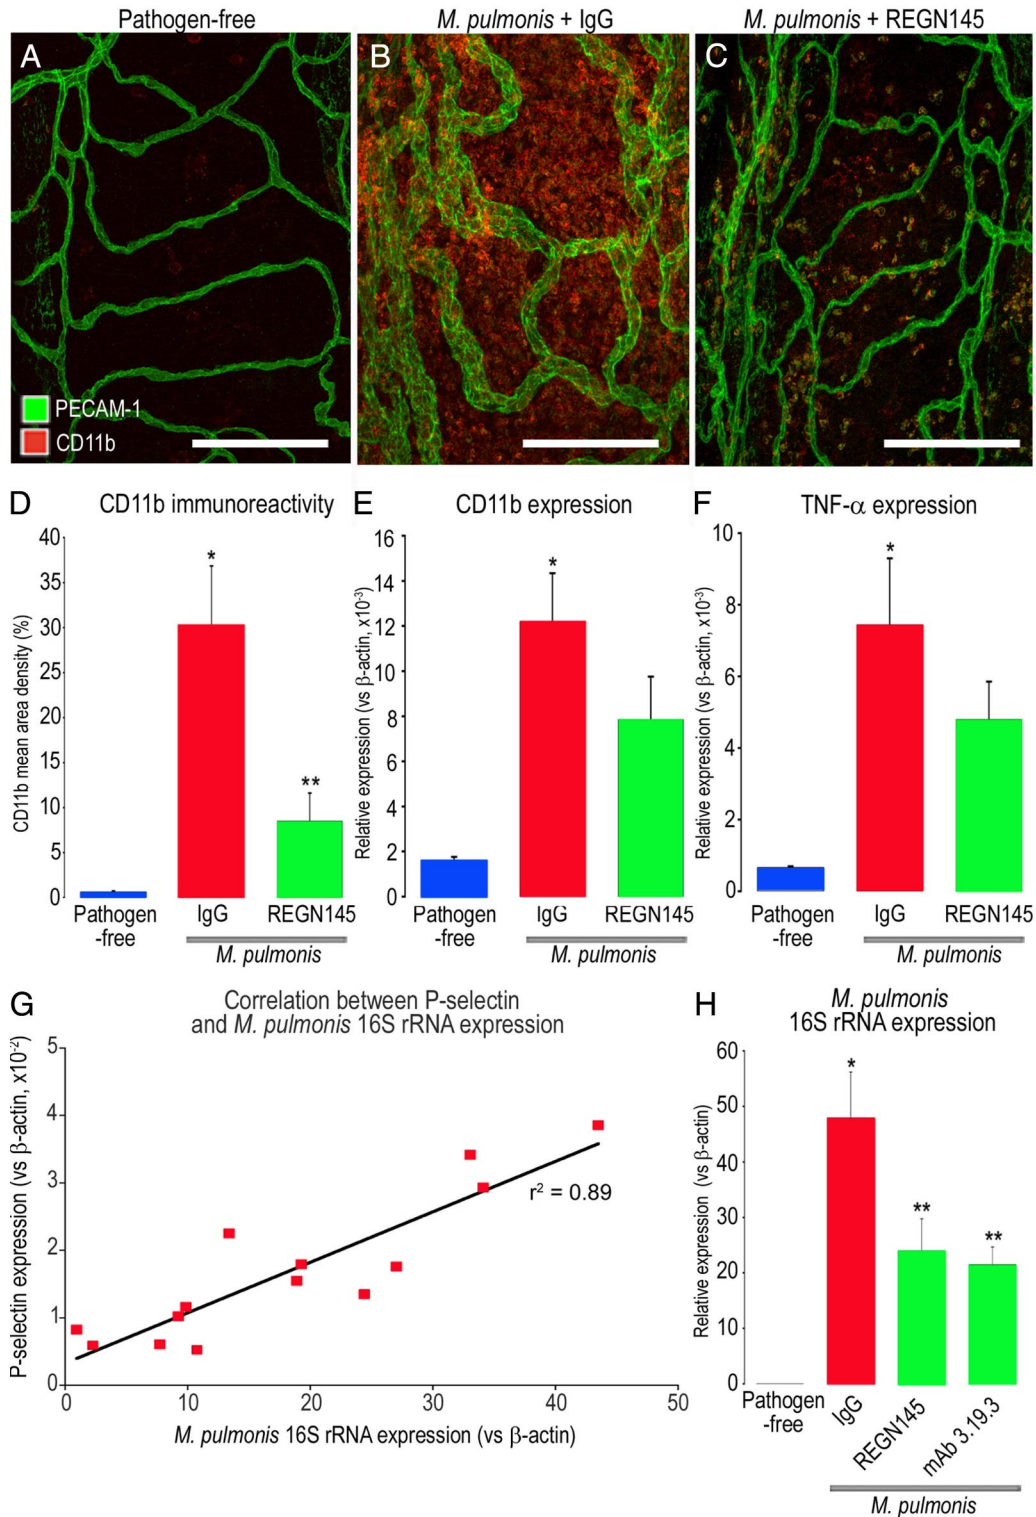 Pathogen-free
M. pulmonis + IgG
M. pulmonis + REGN145
A
B
C
PECAM-1
CD11b
D
CD11b immunoreactivity
CD11b mean area density (%)
40
35
30
25
20
15
10
5
0
*
**
Pathogen
-free
IgG
REGN145
M. pulmonis
E
CD11b expression
Relative expression (vs β-actin, x10⁻³)
16
14
12
10
8
6
4
2
0
*
Pathogen
-free
IgG
REGN145
M. pulmonis
F
TNF-α expression
Relative expression (vs β-actin, x10⁻³)
10
8
6
4
2
0
*
Pathogen
-free
IgG
REGN145
M. pulmonis
G
Correlation between P-selectin
and M. pulmonis 16S rRNA expression
P-selectin expression (vs β-actin, x10⁻²)
5
4
3
2
1
0
r² = 0.89
0 10 20 30 40 50
M. pulmonis 16S rRNA expression (vs β-actin)
H
M. pulmonis
16S rRNA expression
Relative expression (vs β-actin)
60
50
40
30
20
10
0
*
**
**
Pathogen
-free
IgG
REGN145
mAb 3.19.3
M. pulmonis